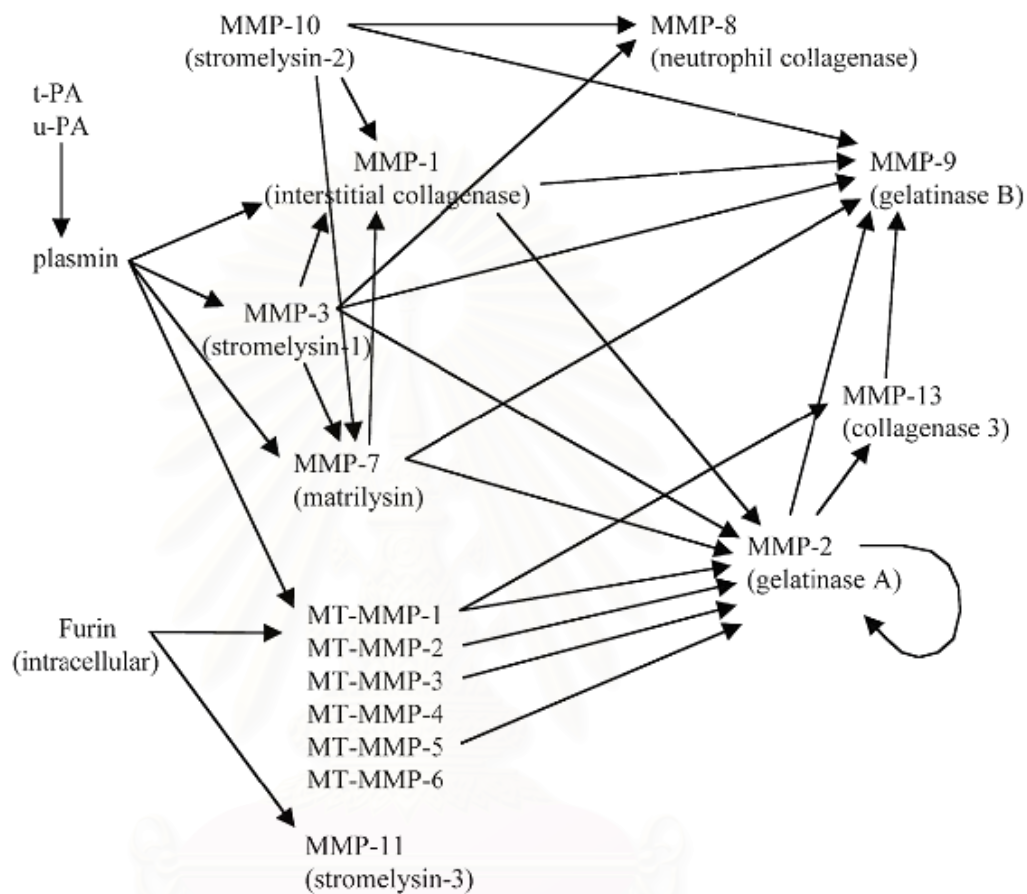 MMP-10
(stromelysin-2)
MMP-8
(neutrophil collagenase)
t-PA
u-PA
MMP-1
(interstitial collagenase)
MMP-9
(gelatinase B)
plasmin
MMP-3
(stromelysin-1)
MMP-13
(collagenase 3)
MMP-7
(matrilysin)
MMP-2
(gelatinase A)
Furin
(intracellular)
MT-MMP-1
MT-MMP-2
MT-MMP-3
MT-MMP-4
MT-MMP-5
MT-MMP-6
MMP-11
(stromelysin-3)